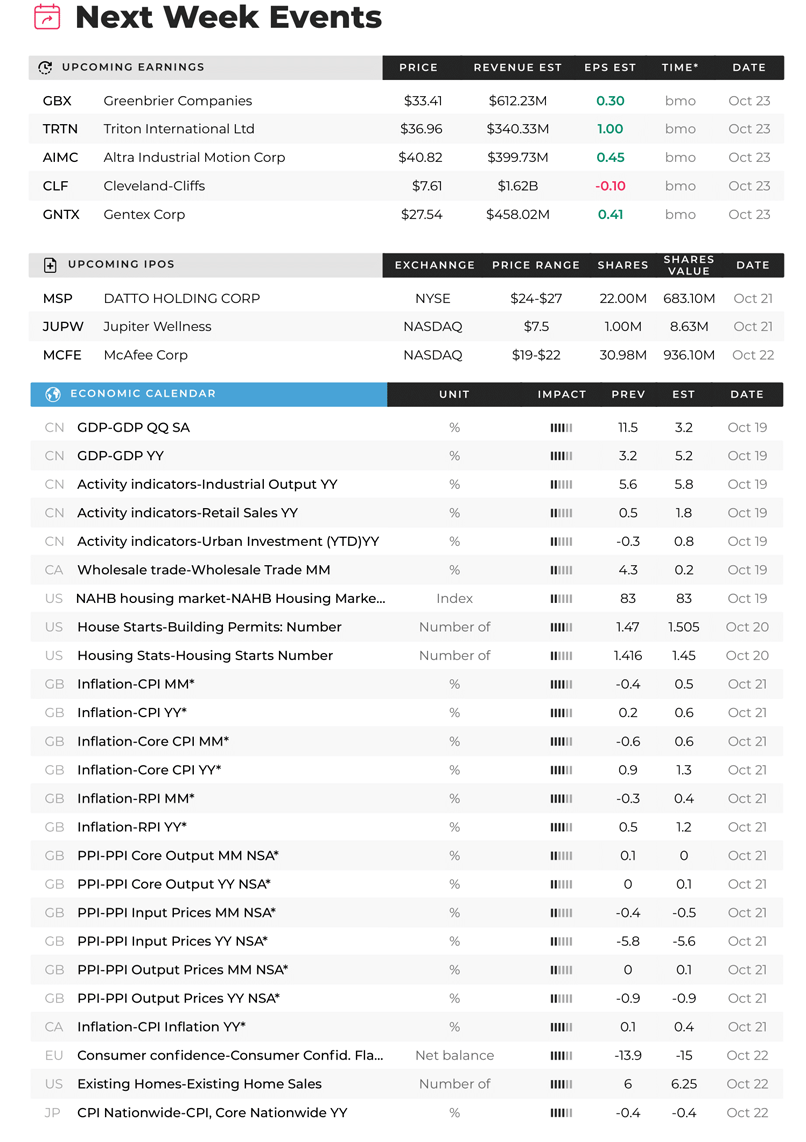 Next Week Events
UPCOMING EARNINGS PRICE REVENUE EST EPS EST TIME* DATE
GBX Greenbrier Companies $33.41 $612.23M 0.30 bmo Oct 23
TRTN Triton International Ltd $36.96 $340.33M 1.00 bmo Oct 23
AIMC Altra Industrial Motion Corp $40.82 $399.73M 0.45 bmo Oct 23
CLF Cleveland-Cliffs $7.61 $1.62B -0.10 bmo Oct 23
GNTX Gentex Corp $27.54 $458.02M 0.41 bmo Oct 23
UPCOMING IPOS EXCHANNGE PRICE RANGE SHARES SHARES VALUE DATE
MSP DATTO HOLDING CORP NYSE $24-$27 22.00M 683.10M Oct 21
JUPW Jupiter Wellness NASDAQ $7.5 1.00M 8.63M Oct 21
MCFE McAfee Corp NASDAQ $19-$22 30.98M 936.10M Oct 22
ECONOMIC CALENDAR UNIT IMPACT PREV EST DATE
CN GDP-GDP QQ SA % 11.5 3.2 Oct 19
CN GDP-GDP YY % 3.2 5.2 Oct 19
CN Activity indicators-Industrial Output YY % 5.6 5.8 Oct 19
CN Activity indicators-Retail Sales YY % 0.5 1.8 Oct 19
CN Activity indicators-Urban Investment (YTD)YY % -0.3 0.8 Oct 19
CA Wholesale trade-Wholesale Trade MM % 4.3 0.2 Oct 19
US NAHB housing market-NAHB Housing Marke... Index 83 83 Oct 19
US House Starts-Building Permits: Number Number of 1.47 1.505 Oct 20
US Housing Stats-Housing Starts Number Number of 1.416 1.45 Oct 20
GB Inflation-CPI MM* % -0.4 0.5 Oct 21
GB Inflation-CPI YY* % 0.2 0.6 Oct 21
GB Inflation-Core CPI MM* % -0.6 0.6 Oct 21
GB Inflation-Core CPI YY* % 0.9 1.3 Oct 21
GB Inflation-RPI MM* % -0.3 0.4 Oct 21
GB Inflation-RPI YY* % 0.5 1.2 Oct 21
GB PPI-PPI Core Output MM NSA* % 0.1 0 Oct 21
GB PPI-PPI Core Output YY NSA* % 0 0.1 Oct 21
GB PPI-PPI Input Prices MM NSA* % -0.4 -0.5 Oct 21
GB PPI-PPI Input Prices YY NSA* % -5.8 -5.6 Oct 21
GB PPI-PPI Output Prices MM NSA* % 0 0.1 Oct 21
GB PPI-PPI Output Prices YY NSA* % -0.9 -0.9 Oct 21
CA Inflation-CPI Inflation YY* % 0.1 0.4 Oct 21
EU Consumer confidence-Consumer Confid. Fla... Net balance -13.9 -15 Oct 22
US Existing Homes-Existing Home Sales Number of 6 6.25 Oct 22
JP CPI Nationwide-CPI, Core Nationwide YY % -0.4 -0.4 Oct 22